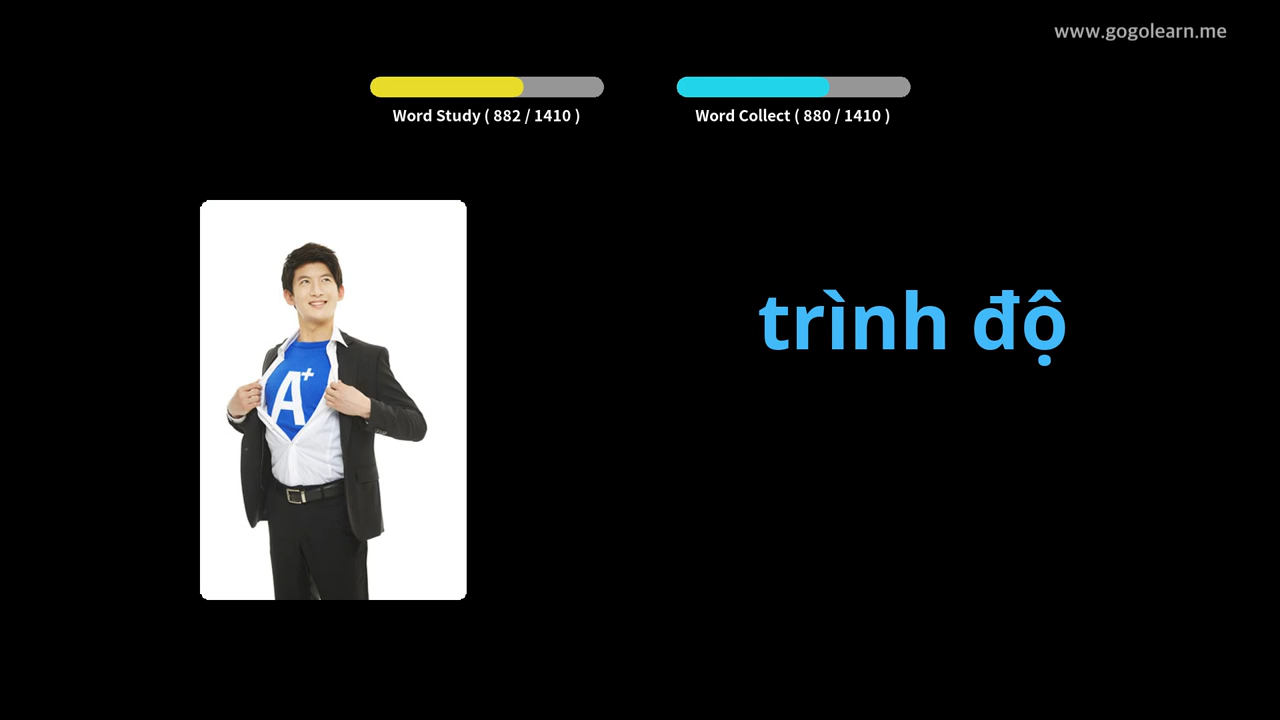 www.gogolearn.me
Word Study ( 882 / 1410 )
Word Collect ( 880 / 1410 )
A+
trình độ